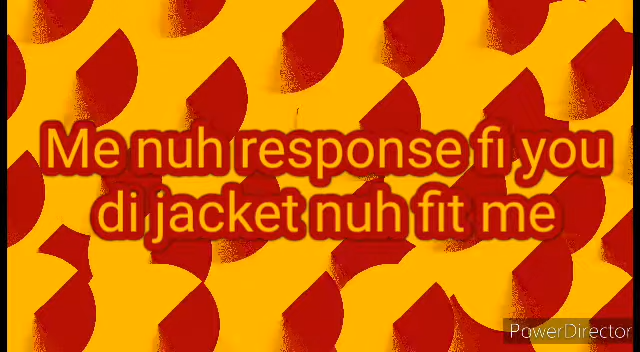 Me nuh response fi you
di jacket nuh fit me
PowerDirector